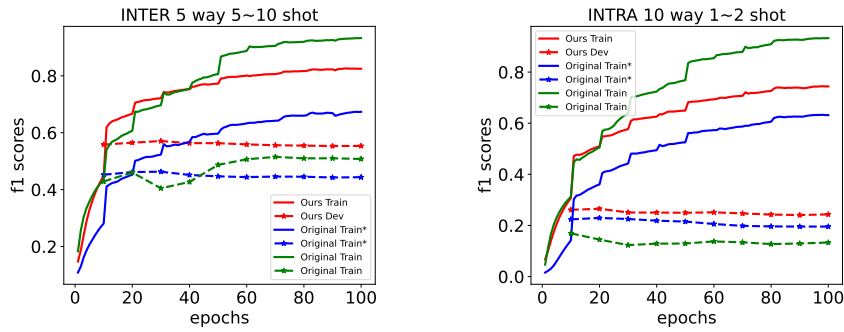 INTER 5 way 5~10 shot
f1 scores
0.8
0.6
0.4
0.2
Ours Train
Ours Dev
Original Train*
Original Train*
Original Train
Original Train
0 20 40 60 80 100
epochs
INTRA 10 way 1~2 shot
f1 scores
0.8
0.6
0.4
0.2
0.0
Ours Train
Ours Dev
Original Train*
Original Train*
Original Train
Original Train
0 20 40 60 80 100
epochs